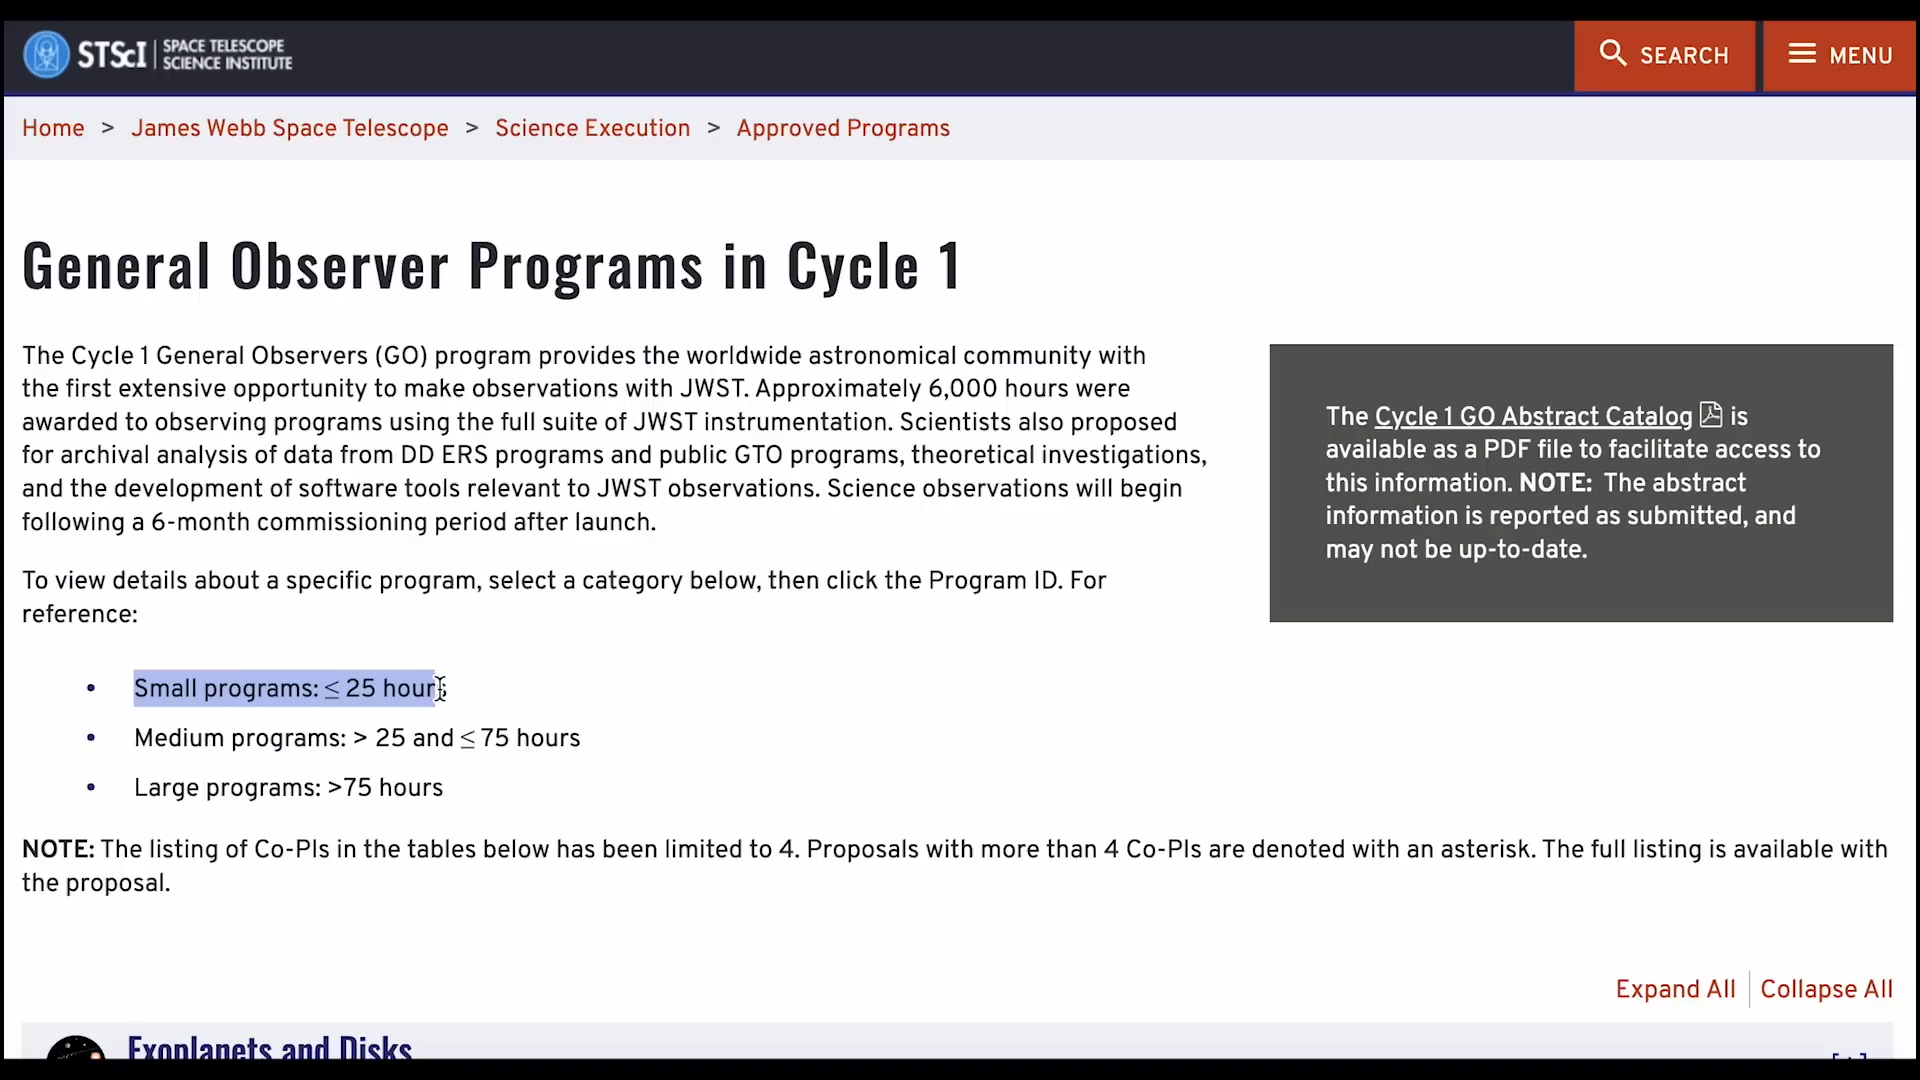 STScI | SPACE TELESCOPE
SCIENCE INSTITUTE
SEARCH
MENU
Home > James Webb Space Telescope > Science Execution > Approved Programs
General Observer Programs in Cycle 1
The Cycle 1 General Observers (GO) program provides the worldwide astronomical community with
the first extensive opportunity to make observations with JWST. Approximately 6,000 hours were
awarded to observing programs using the full suite of JWST instrumentation. Scientists also proposed
for archival analysis of data from DD ERS programs and public GTO programs, theoretical investigations,
and the development of software tools relevant to JWST observations. Science observations will begin
following a 6-month commissioning period after launch.
To view details about a specific program, select a category below, then click the Program ID. For
reference:
• Small programs: ≤ 25 hours
• Medium programs: > 25 and ≤ 75 hours
• Large programs: >75 hours
The Cycle 1 GO Abstract Catalog is
available as a PDF file to facilitate access to
this information. NOTE: The abstract
information is reported as submitted, and
may not be up-to-date.
NOTE: The listing of Co-PIs in the tables below has been limited to 4. Proposals with more than 4 Co-PIs are denoted with an asterisk. The full listing is available with
the proposal.
Expand All | Collapse All
Exoplanets and Disks